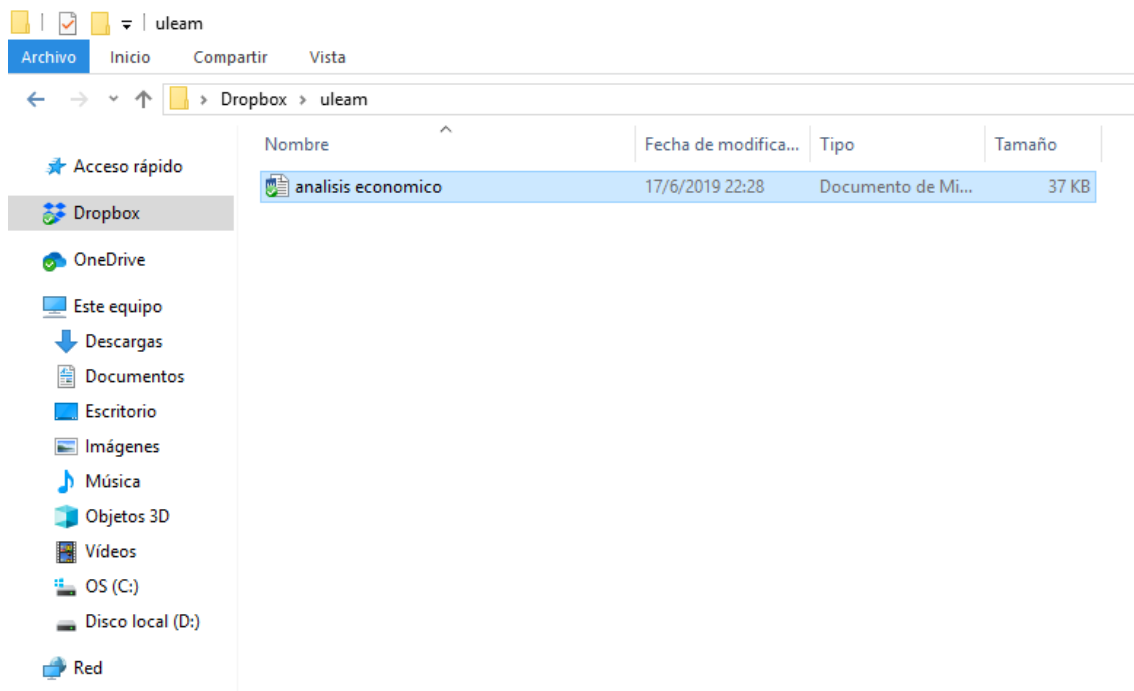 uleam
Archivo Inicio Compartir Vista
Dropbox > uleam
Nombre Fecha de modifica... Tipo Tamaño
analisis economico 17/6/2019 22:28 Documento de Mi... 37 KB
Acceso rápido
Dropbox
OneDrive
Este equipo
Descargas
Documentos
Escritorio
Imágenes
Música
Objetos 3D
Vídeos
OS (C:)
Disco local (D:)
Red